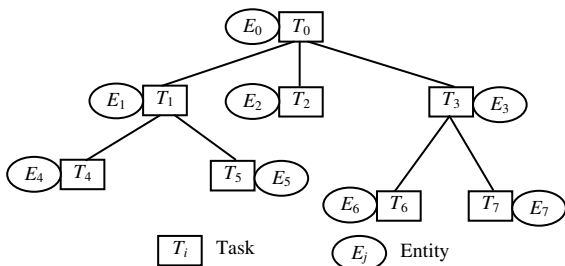 E0 T0
E1 T1 E2 T2 T3 E3
E4 T4 T5 E5 E6 T6 T7 E7
Ti Task Ej Entity